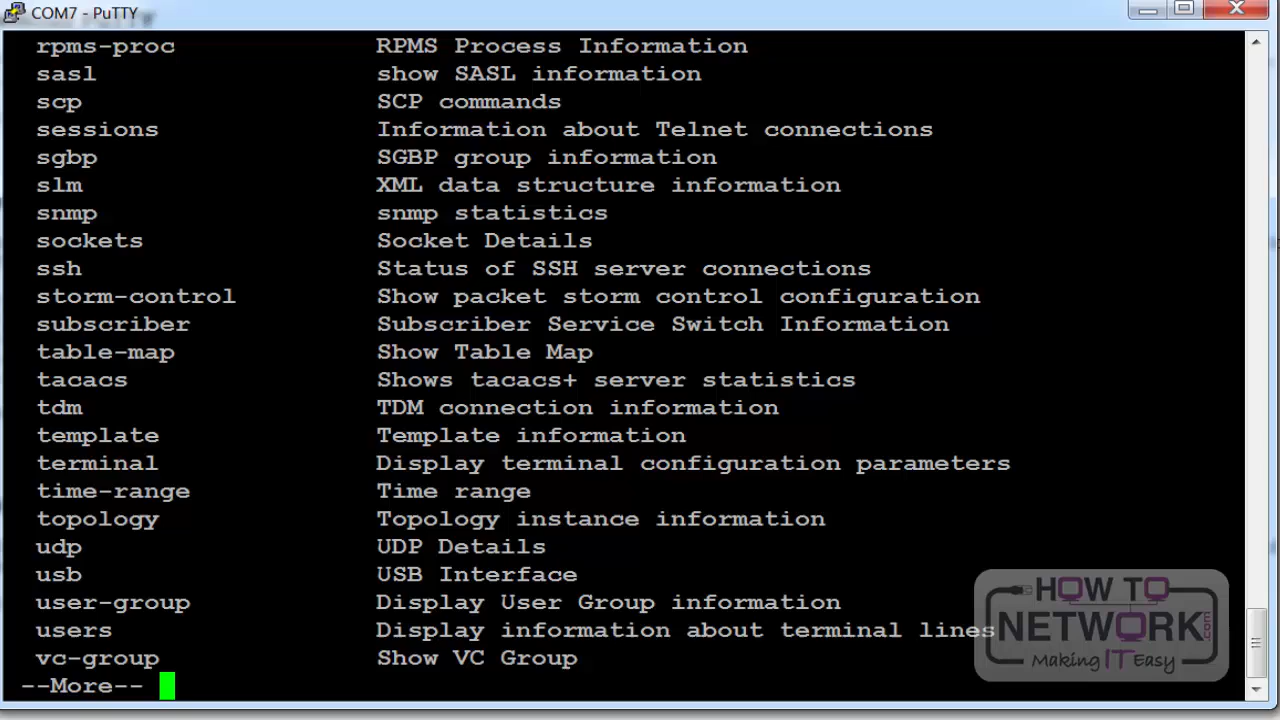 COM7 - PuTTY
rpms-proc RPMS Process Information
sasl show SASL information
scp SCP commands
sessions Information about Telnet connections
sgbp SGBP group information
slm XML data structure information
snmp snmp statistics
sockets Socket Details
ssh Status of SSH server connections
storm-control Show packet storm control configuration
subscriber Subscriber Service Switch Information
table-map Show Table Map
tacacs Shows tacacs+ server statistics
tdm TDM connection information
template Template information
terminal Display terminal configuration parameters
time-range Time range
topology Topology instance information
udp UDP Details
usb USB Interface
user-group Display User Group information
users Display information about terminal lines
vc-group Show VC Group
--More--
HOW TO
NETWORK.com
Making IT Easy